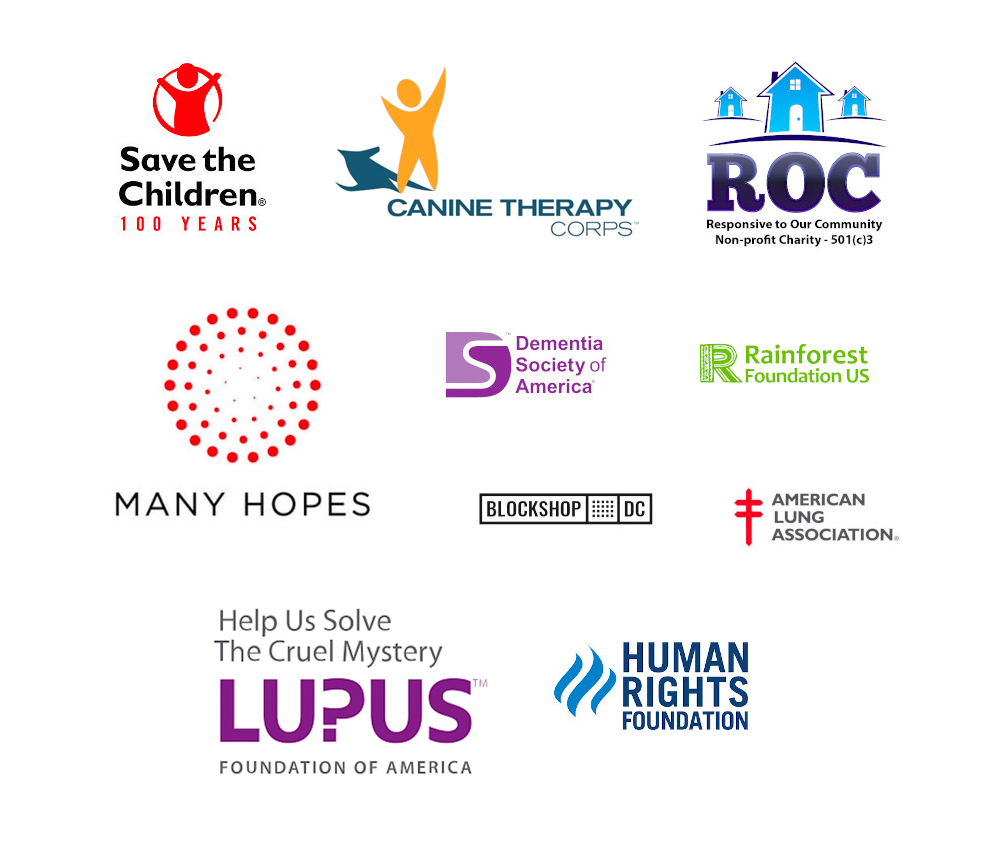 Save the
Children®
100 YEARS
CANINE THERAPY
CORPS™
ROC
Responsive to Our Community
Non-profit Charity - 501(c)3
MANY HOPES
Dementia
Society of
America®
Rainforest
Foundation US
BLOCKSHOP DC
AMERICAN
LUNG
ASSOCIATION®
Help Us Solve
The Cruel Mystery
LUPUS™
FOUNDATION OF AMERICA
HUMAN
RIGHTS
FOUNDATION